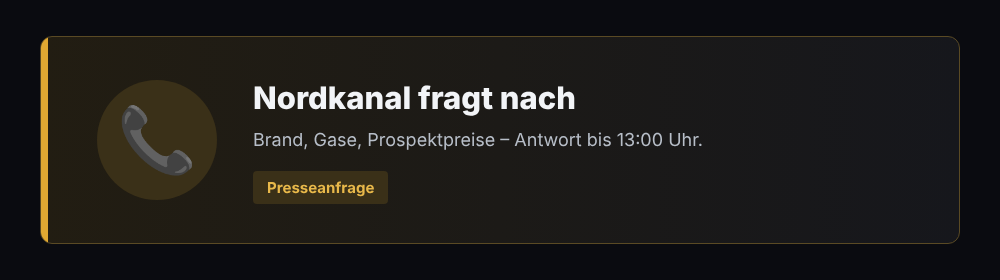 Nordkanal fragt nach
Brand, Gase, Prospektpreise – Antwort bis 13:00 Uhr.
Presseanfrage